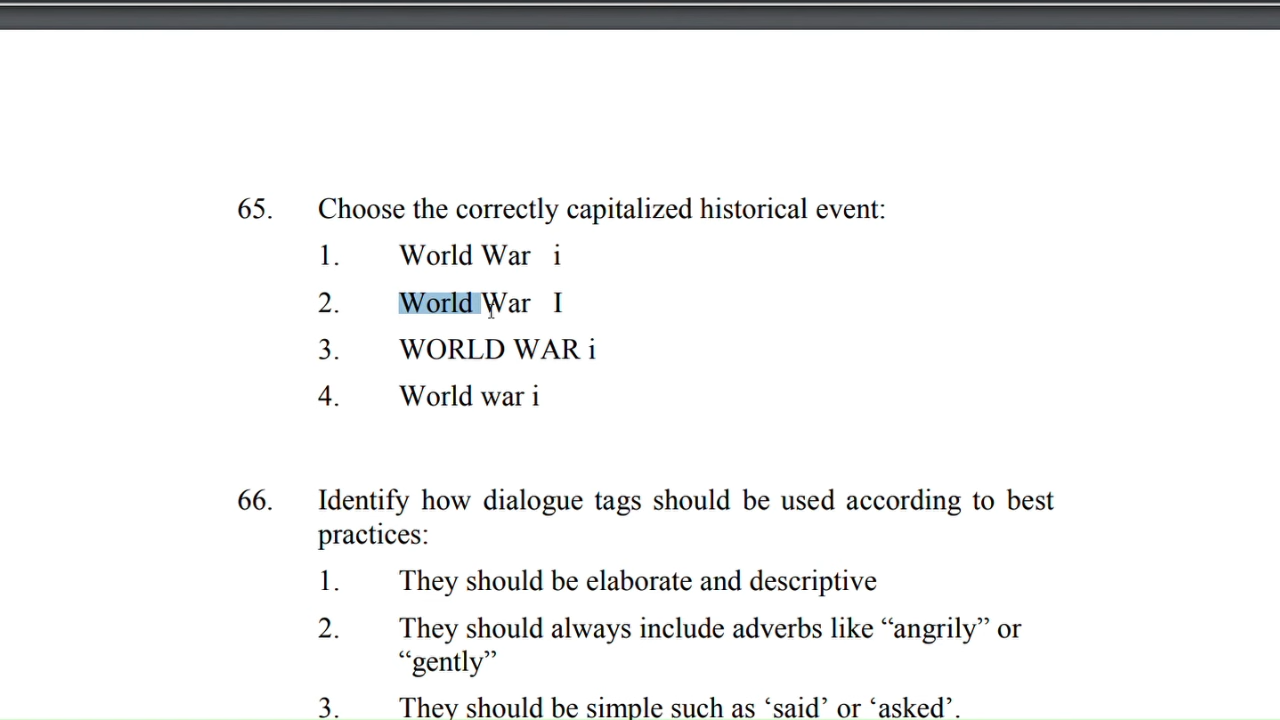 65. Choose the correctly capitalized historical event:
1. World War i
2. World War I
3. WORLD WAR i
4. World war i
66. Identify how dialogue tags should be used according to best
practices:
1. They should be elaborate and descriptive
2. They should always include adverbs like “angrily” or
“gently”
3. They should be simple such as ‘said’ or ‘asked’.